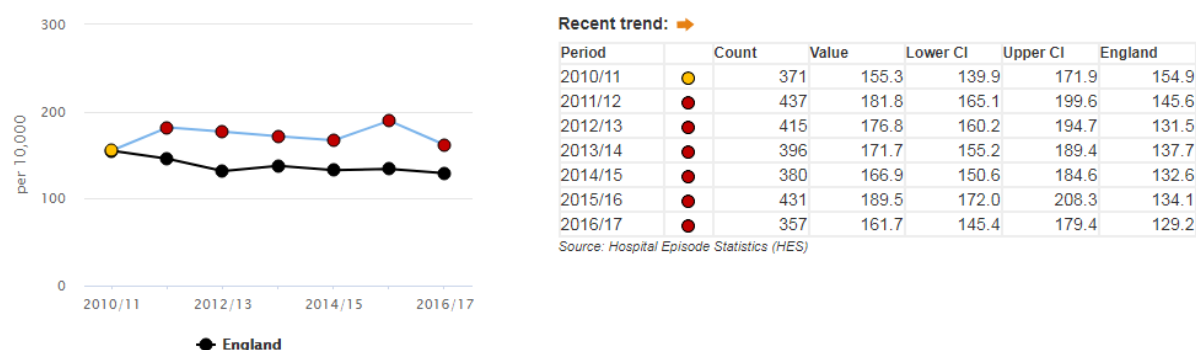 300
200
100
0
per 10,000
2010/11 2012/13 2014/15 2016/17
England
Recent trend:
Period Count Value Lower CI Upper CI England
2010/11 371 155.3 139.9 171.9 154.9
2011/12 437 181.8 165.1 199.6 145.6
2012/13 415 176.8 160.2 194.7 131.5
2013/14 396 171.7 155.2 189.4 137.7
2014/15 380 166.9 150.6 184.6 132.6
2015/16 431 189.5 172.0 208.3 134.1
2016/17 357 161.7 145.4 179.4 129.2
Source: Hospital Episode Statistics (HES)